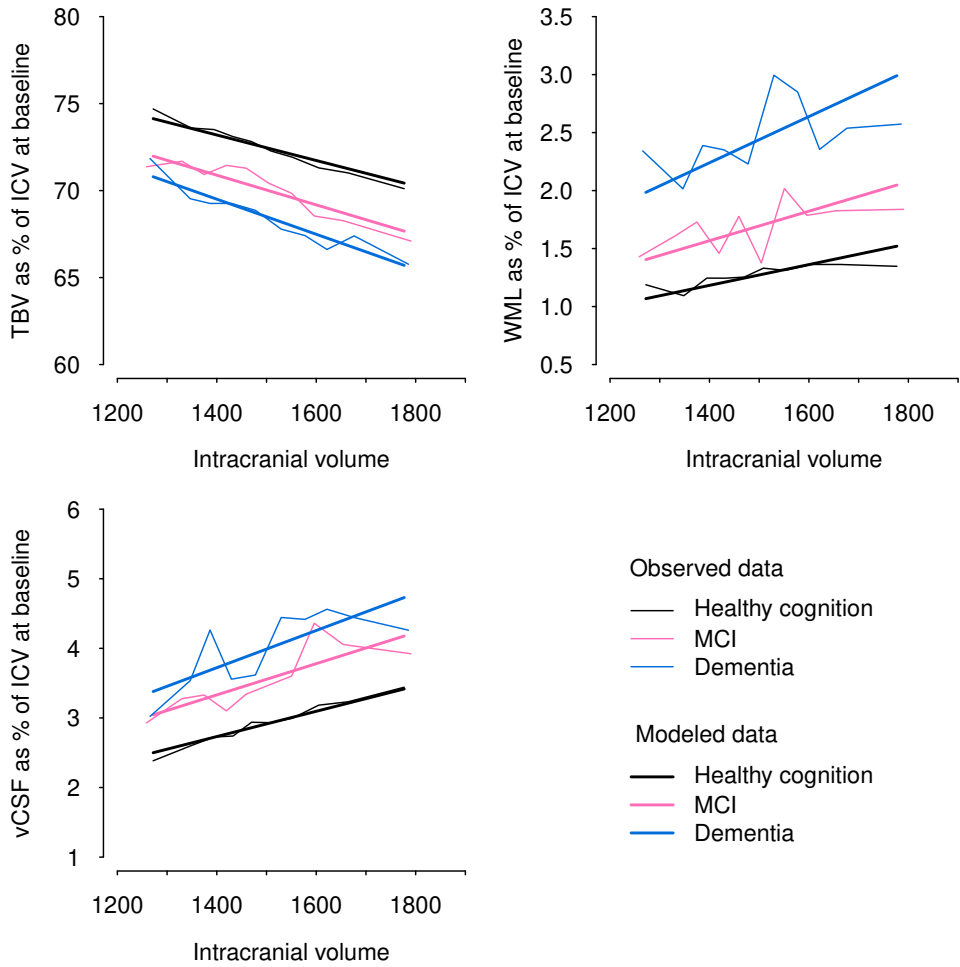 TBV as % of ICV at baseline
80
75
70
65
60
1200
1400
1600
1800
Intracranial volume
WML as % of ICV at baseline
3.5
3.0
2.5
2.0
1.5
1.0
0.5
1200
1400
1600
1800
Intracranial volume
vCSF as % of ICV at baseline
6
5
4
3
2
1
1200
1400
1600
1800
Intracranial volume
Observed data
Healthy cognition
MCI
Dementia
Modeled data
Healthy cognition
MCI
Dementia